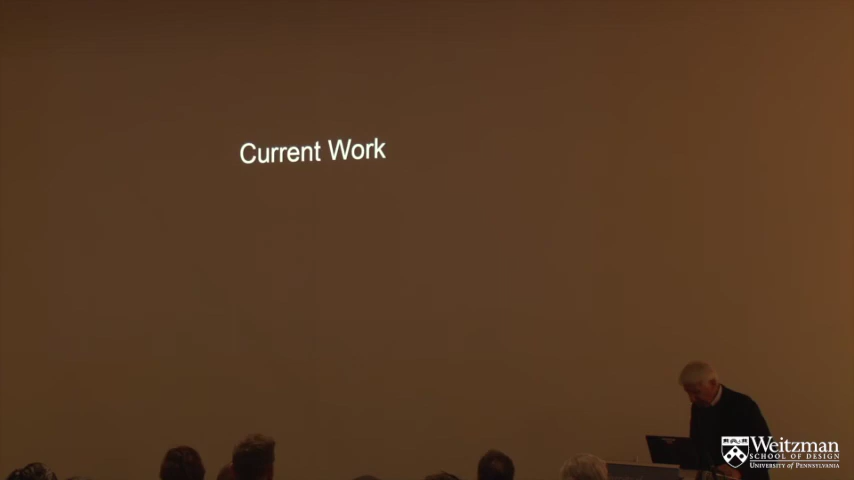 Current Work
Weitzman
SCHOOL OF DESIGN
UNIVERSITY of PENNSYLVANIA